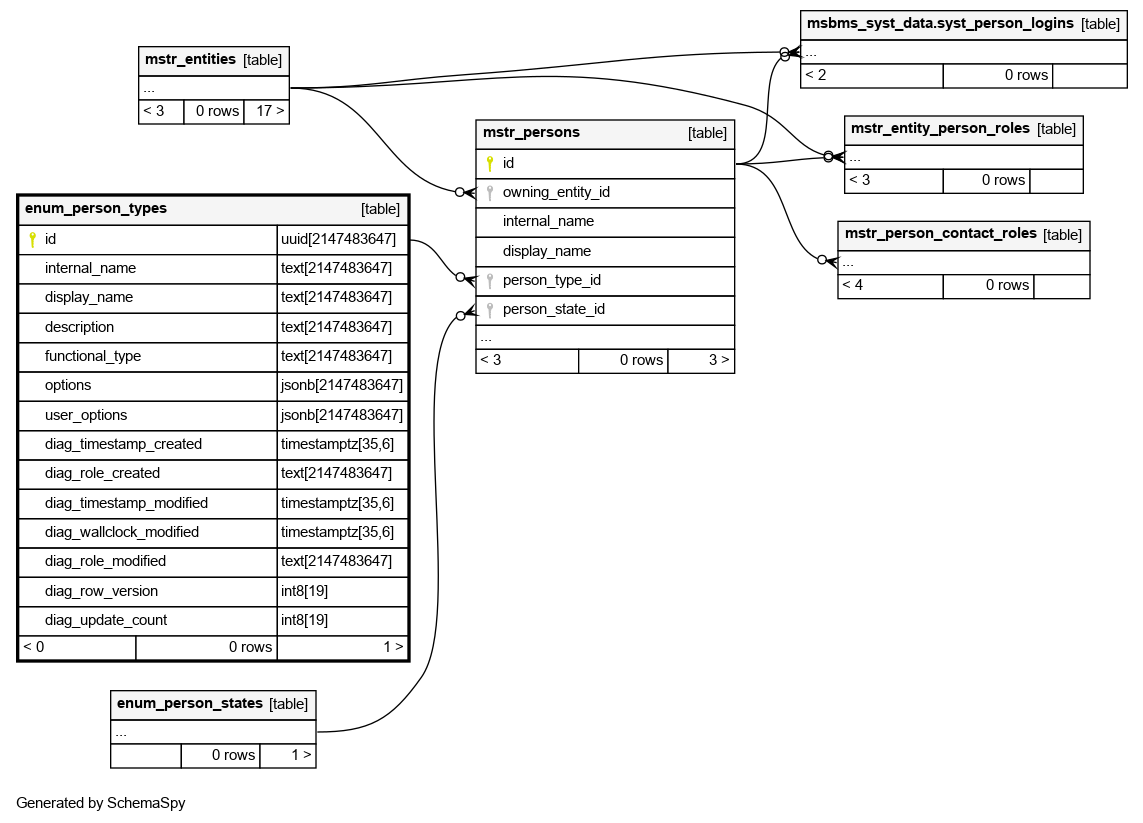 msbms_syst_data.syst_person_logins [table]
...
< 2 0 rows
mstr_entities [table]
...
< 3 0 rows 17 >
mstr_entity_person_roles [table]
...
< 3 0 rows
mstr_persons [table]
id
owning_entity_id
internal_name
display_name
person_type_id
person_state_id
...
< 3 0 rows 3 >
mstr_person_contact_roles [table]
...
< 4 0 rows
enum_person_types [table]
id uuid[2147483647]
internal_name text[2147483647]
display_name text[2147483647]
description text[2147483647]
functional_type text[2147483647]
options jsonb[2147483647]
user_options jsonb[2147483647]
diag_timestamp_created timestamptz[35,6]
diag_role_created text[2147483647]
diag_timestamp_modified timestamptz[35,6]
diag_wallclock_modified timestamptz[35,6]
diag_role_modified text[2147483647]
diag_row_version int8[19]
diag_update_count int8[19]
< 0 0 rows 1 >
enum_person_states [table]
...
0 rows 1 >
Generated by SchemaSpy